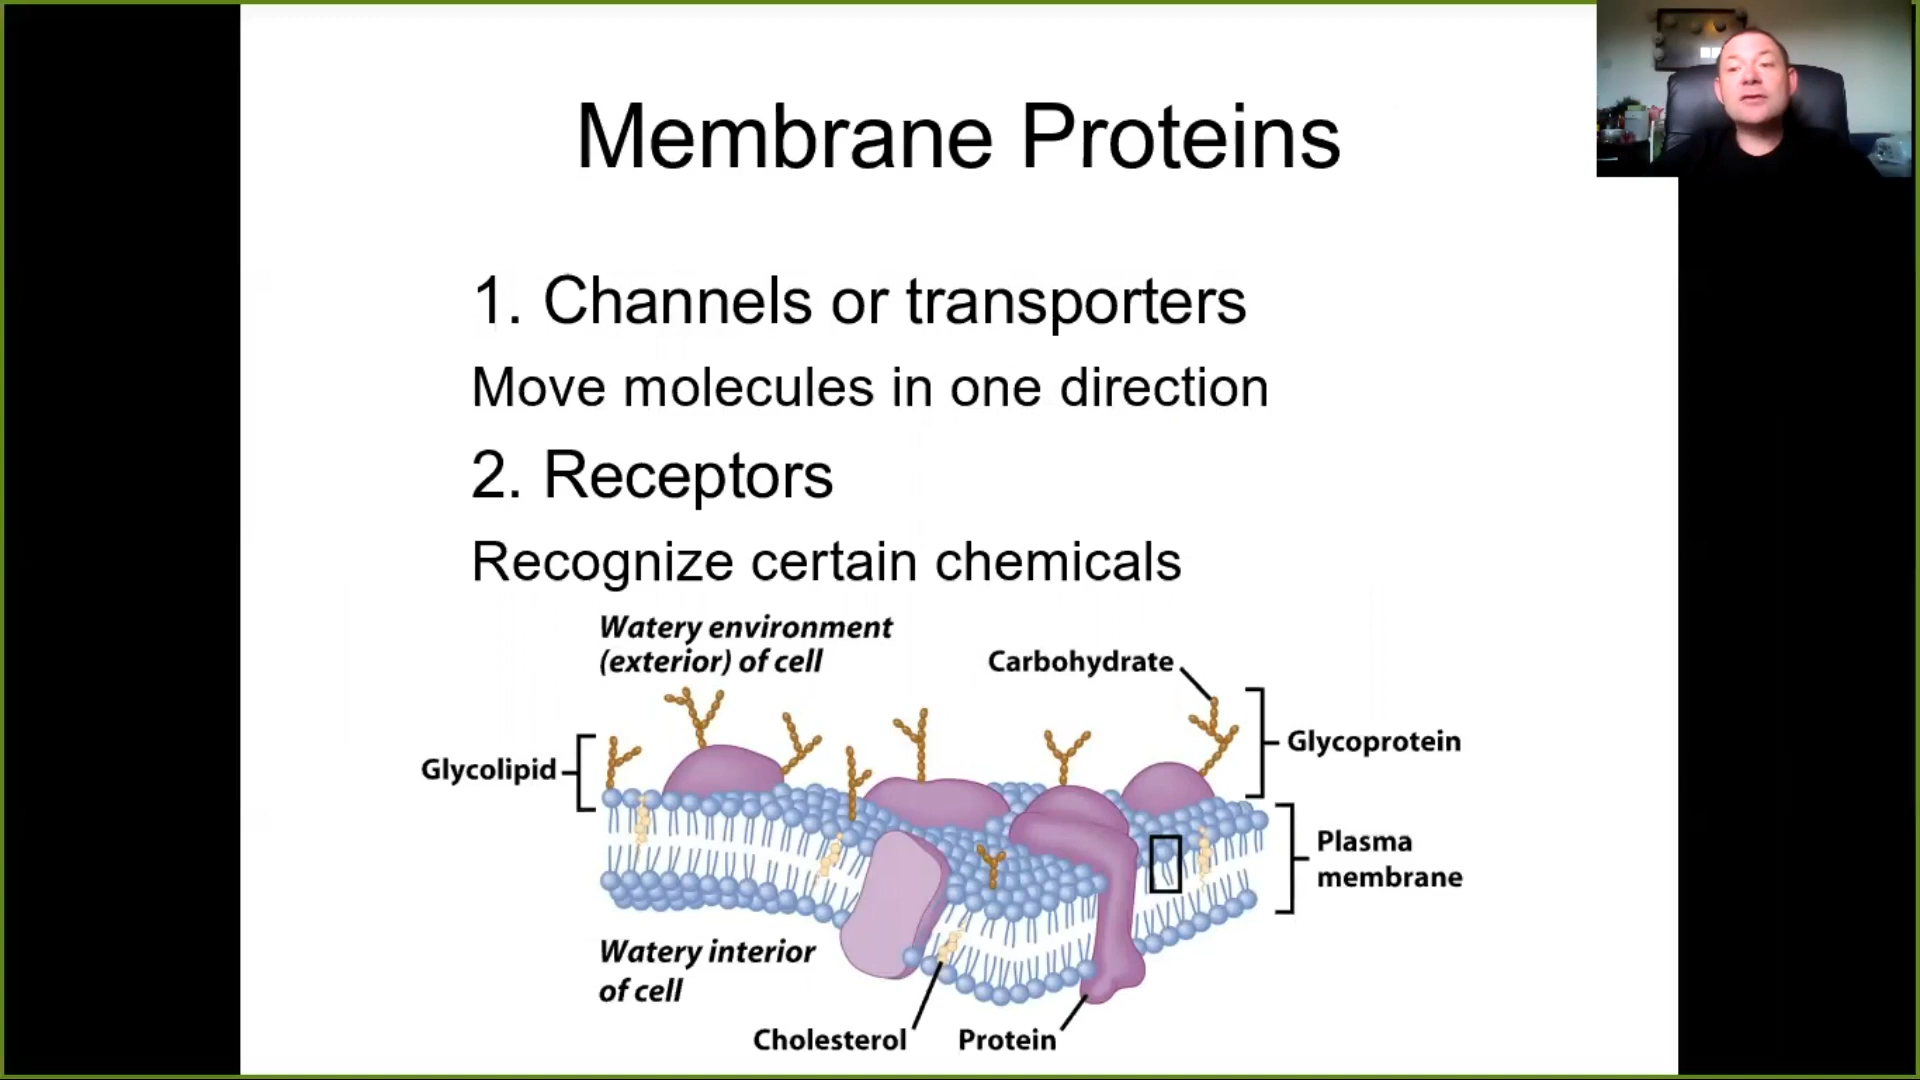 Membrane Proteins
1. Channels or transporters
Move molecules in one direction
2. Receptors
Recognize certain chemicals
Watery environment
(exterior) of cell
Carbohydrate
Glycoprotein
Glycolipid
Plasma
membrane
Watery interior
of cell
Cholesterol
Protein